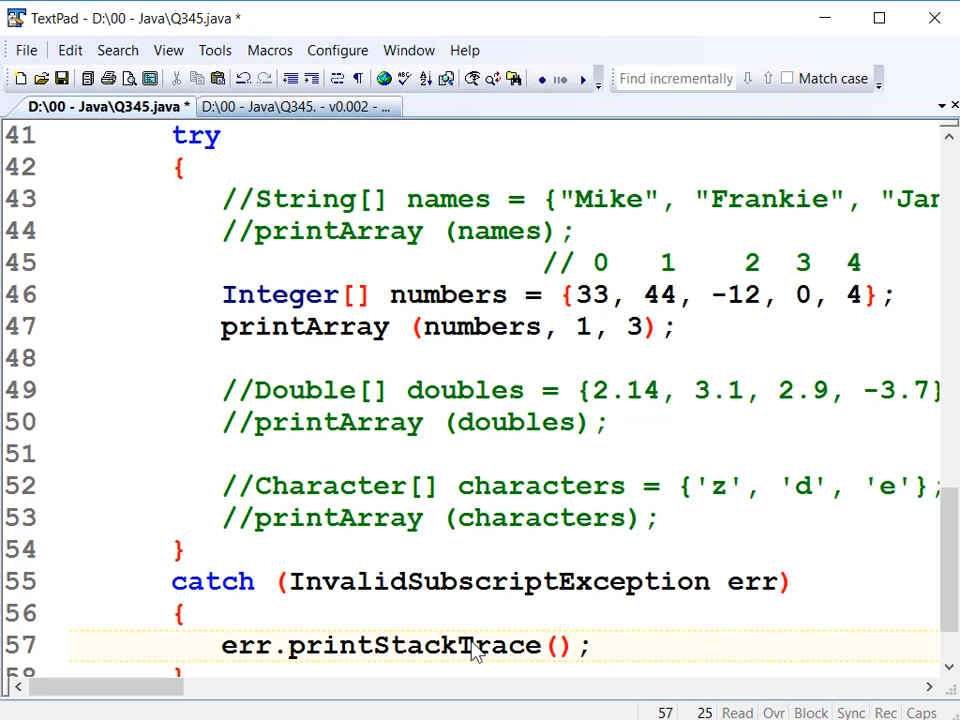 TextPad - D:\00 - Java\Q345.java *
File Edit Search View Tools Macros Configure Window Help
Find incrementally Match case
D:\00 - Java\Q345.java * D:\00 - Java\Q345. - v0.002 - ...
41 try
42 {
43 //String[] names = {"Mike", "Frankie", "Jan
44 //printArray (names);
45 // 0 1 2 3 4
46 Integer[] numbers = {33, 44, -12, 0, 4};
47 printArray (numbers, 1, 3);
48
49 //Double[] doubles = {2.14, 3.1, 2.9, -3.7}
50 //printArray (doubles);
51
52 //Character[] characters = {'z', 'd', 'e'};
53 //printArray (characters);
54 }
55 catch (InvalidSubscriptException err)
56 {
57 err.printStackTrace();
58 }
57 25 Read Ovr Block Sync Rec Caps